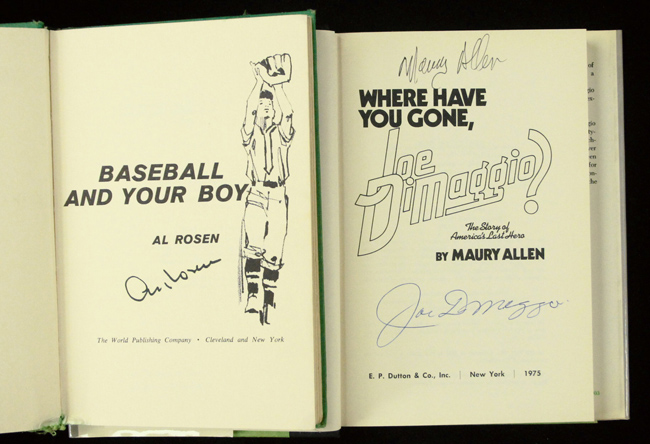 BASEBALL
AND YOUR BOY
AL ROSEN
Al Rosen
The World Publishing Company • Cleveland and New York
Maury Allen
WHERE HAVE
YOU GONE,
Joe
DiMaggio?
The Story of
America's Last Hero
BY MAURY ALLEN
Joe DiMaggio
E. P. Dutton & Co., Inc. | New York | 1975